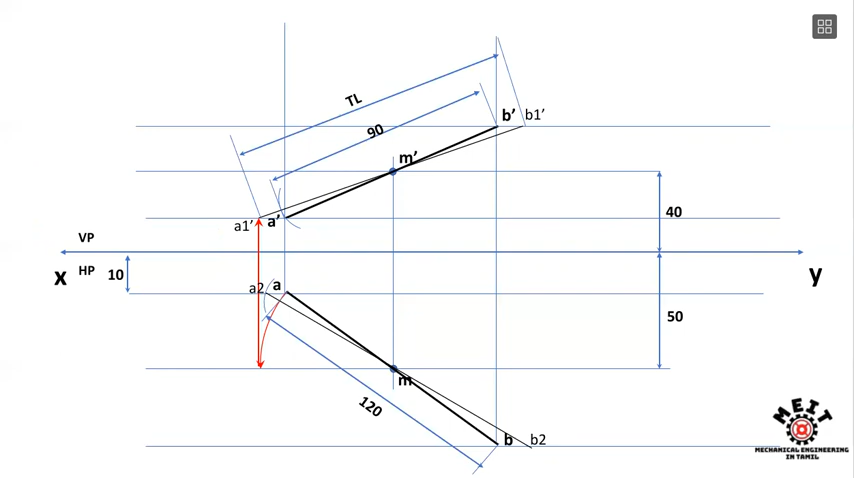 b' b1'
TL
90
m'
a1' a'
40
VP
x HP 10
y
a2 a
50
m
120
b b2
MEIT
MECHANICAL ENGINEERING
IN TAMIL